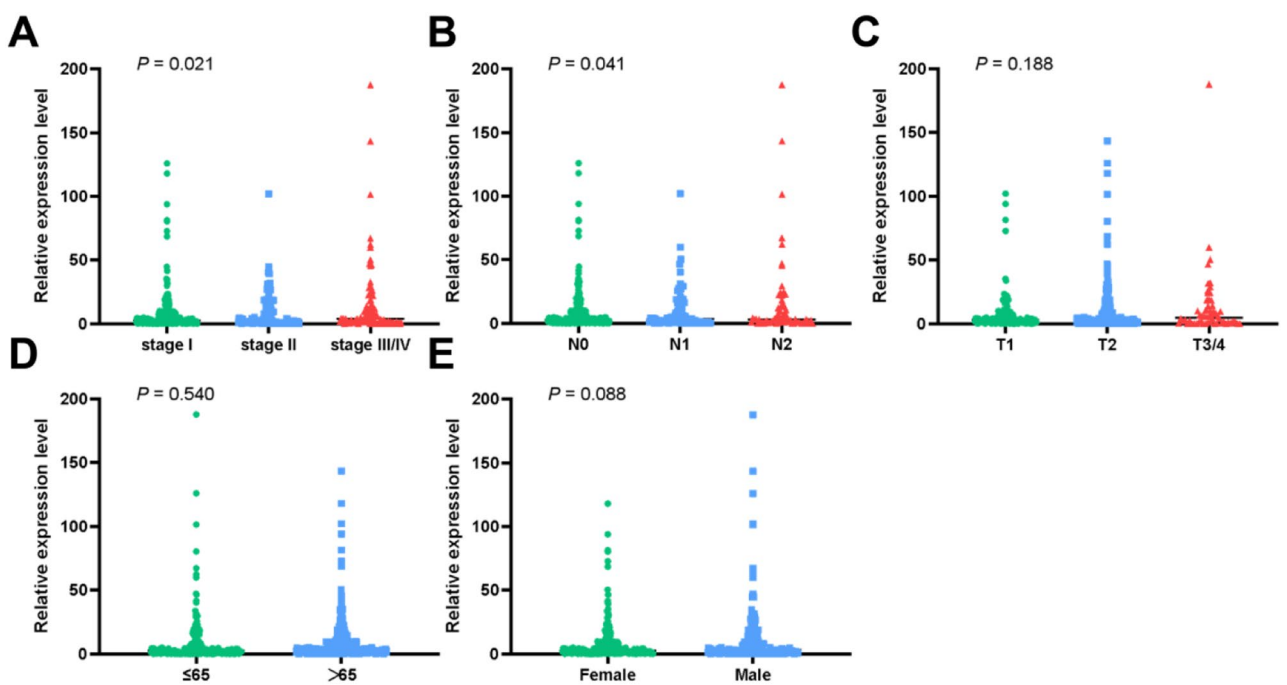 A
P = 0.021
Relative expression level
200
150
100
50
0
stage I
stage II
stage III/IV
B
P = 0.041
Relative expression level
200
150
100
50
0
N0
N1
N2
C
P = 0.188
Relative expression level
200
150
100
50
0
T1
T2
T3/4
D
P = 0.540
Relative expression level
200
150
100
50
0
≤65
>65
E
P = 0.088
Relative expression level
200
150
100
50
0
Female
Male